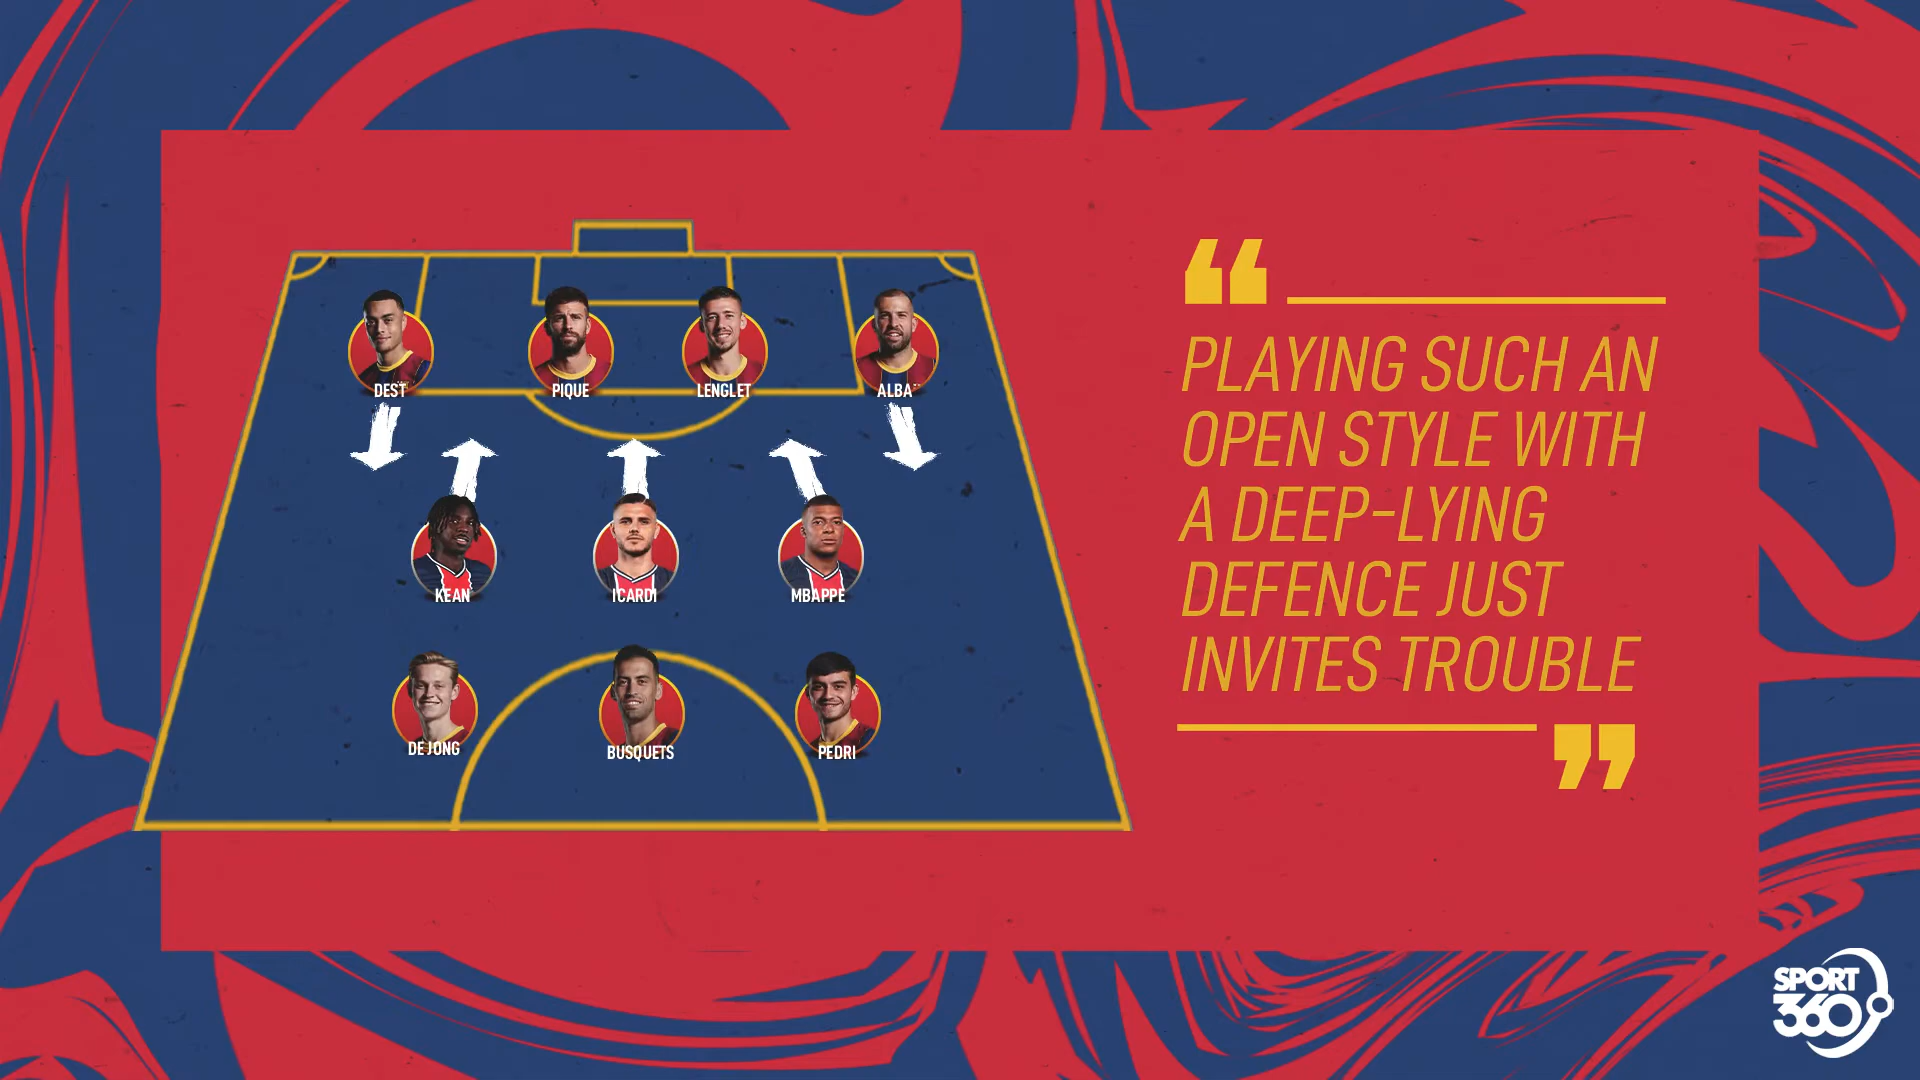 “
PLAYING SUCH AN
OPEN STYLE WITH
A DEEP-LYING
DEFENCE JUST
INVITES TROUBLE
”
DEST
PIQUE
LENGLET
ALBA
KEAN
ICARDI
MBAPPE
DE JONG
BUSQUETS
PEDRI
SPORT
360